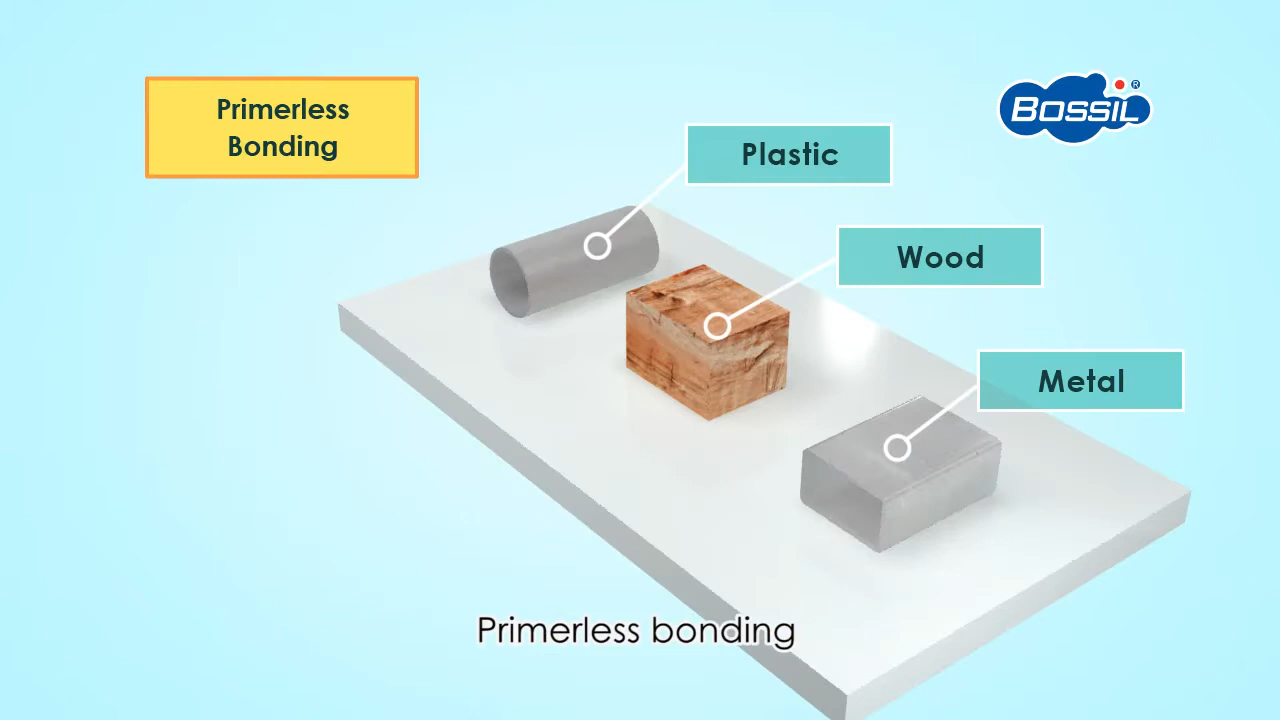 Primerless
Bonding
BOSSIL®
Plastic
Wood
Metal
Primerless bonding